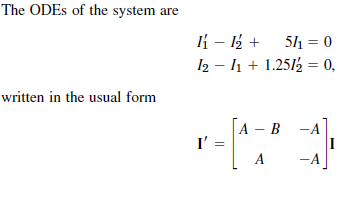 The ODEs of the system are
I₁′ − I₂′ + 5I₁ = 0
I₂ − I₁ + 1.25I₂′ = 0,
written in the usual form
I′ = [A − B −A
A −A] I